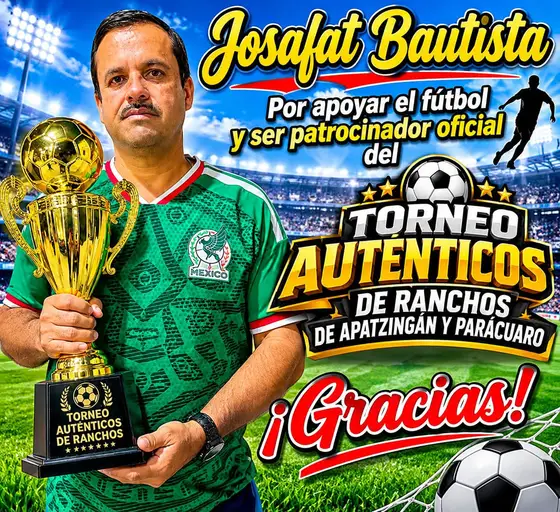 Josafat Bautista
Por apoyar el fútbol
y ser patrocinador oficial
del
TORNEO
AUTÉNTICOS
DE RANCHOS
DE APATZINGÁN Y PARÁCUARO
¡Gracias!
MEXICO
TORNEO
AUTÉNTICOS
DE RANCHOS